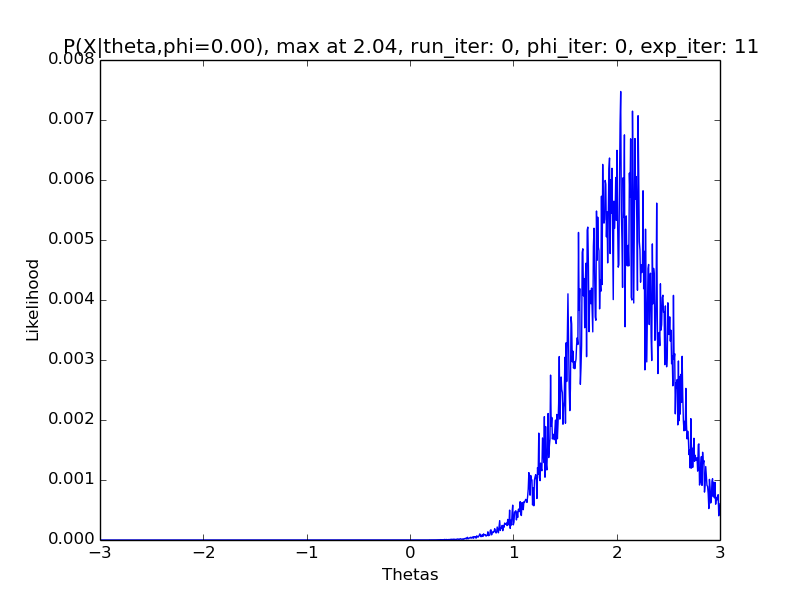 P(X|theta,phi=0.00), max at 2.04, run_iter: 0, phi_iter: 0, exp_iter: 11
0.008
0.007
0.006
0.005
0.004
0.003
0.002
0.001
0.000
Likelihood
−3 −2 −1 0 1 2 3
Thetas